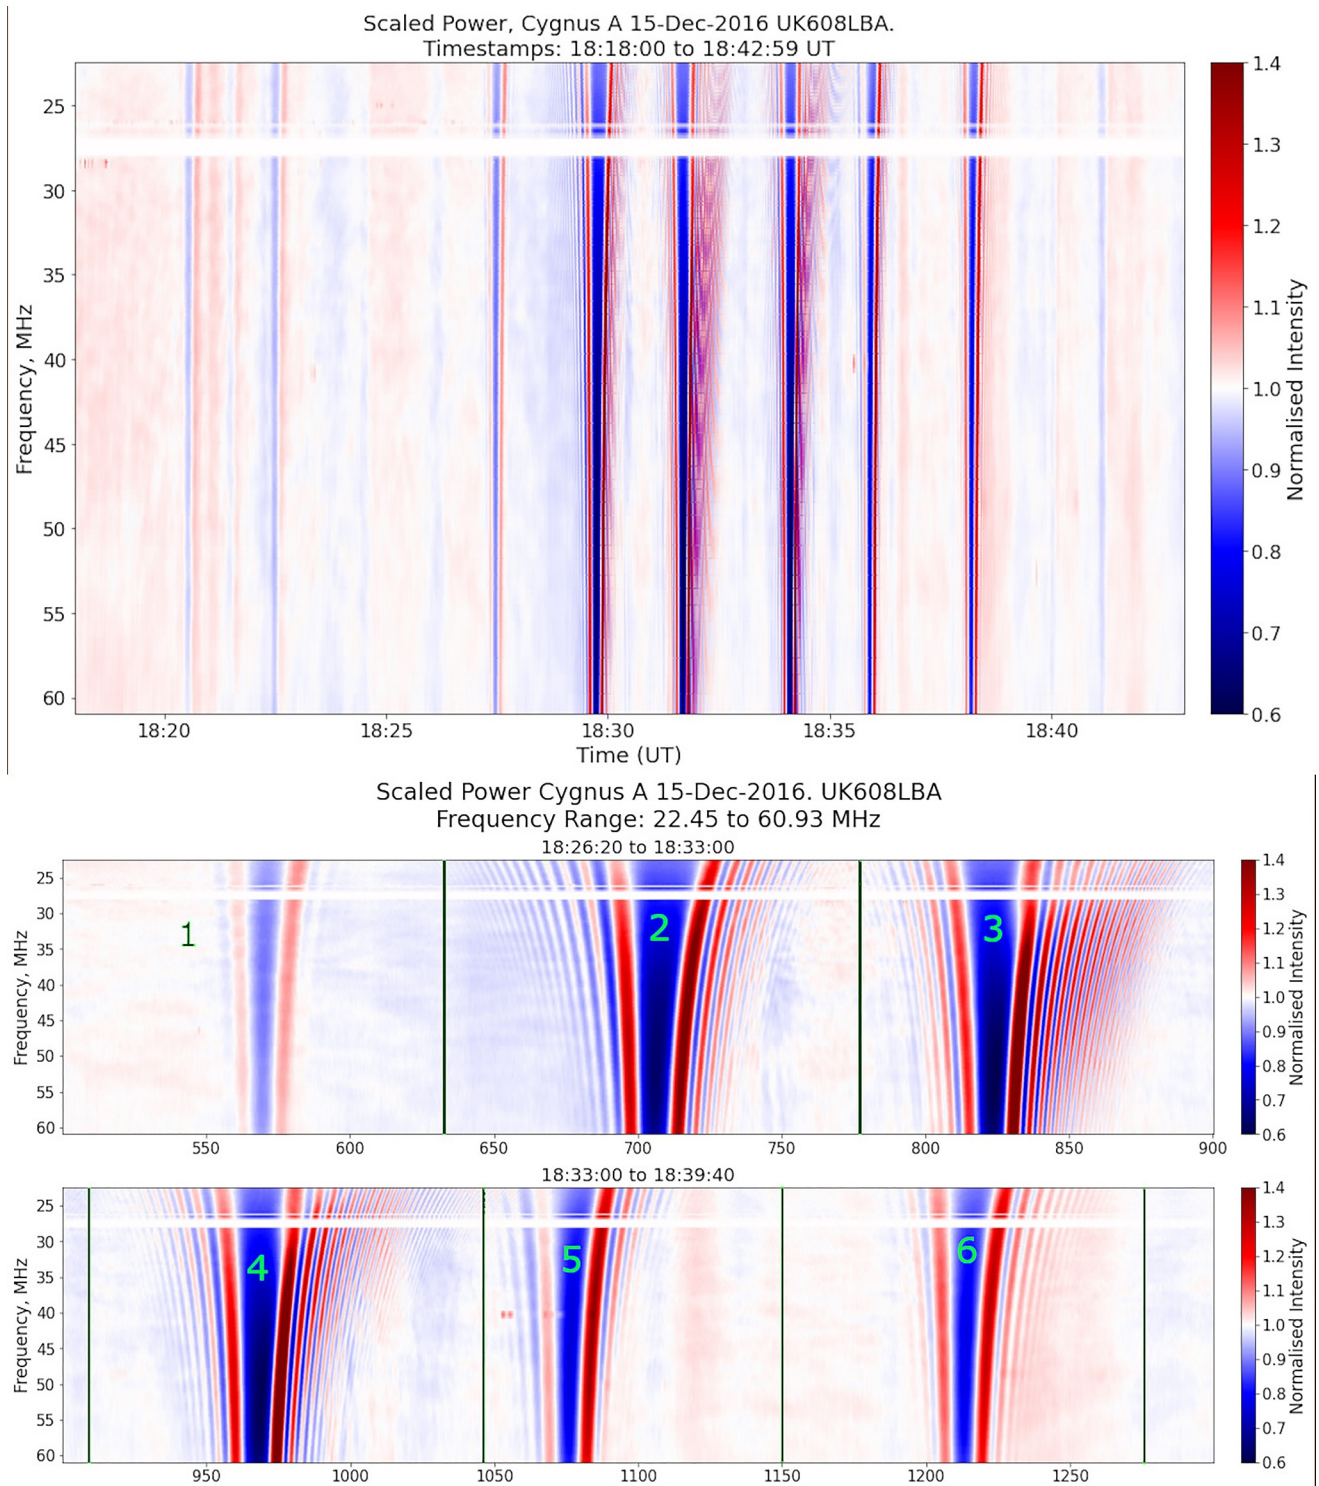 Scaled Power, Cygnus A 15-Dec-2016 UK608LBA.
Timestamps: 18:18:00 to 18:42:59 UT
Frequency, MHz
25
30
35
40
45
50
55
60
18:20 18:25 18:30 18:35 18:40
Time (UT)
1.4
1.3
1.2
1.1
1.0
0.9
0.8
0.7
0.6
Normalised Intensity
Scaled Power Cygnus A 15-Dec-2016. UK608LBA
Frequency Range: 22.45 to 60.93 MHz
18:26:20 to 18:33:00
Frequency, MHz
25
30
35
40
45
50
55
60
1 2 3
550 600 650 700 750 800 850 900
1.4
1.3
1.2
1.1
1.0
0.9
0.8
0.7
0.6
Normalised Intensity
18:33:00 to 18:39:40
Frequency, MHz
25
30
35
40
45
50
55
60
4 5 6
950 1000 1050 1100 1150 1200 1250
1.4
1.3
1.2
1.1
1.0
0.9
0.8
0.7
0.6
Normalised Intensity